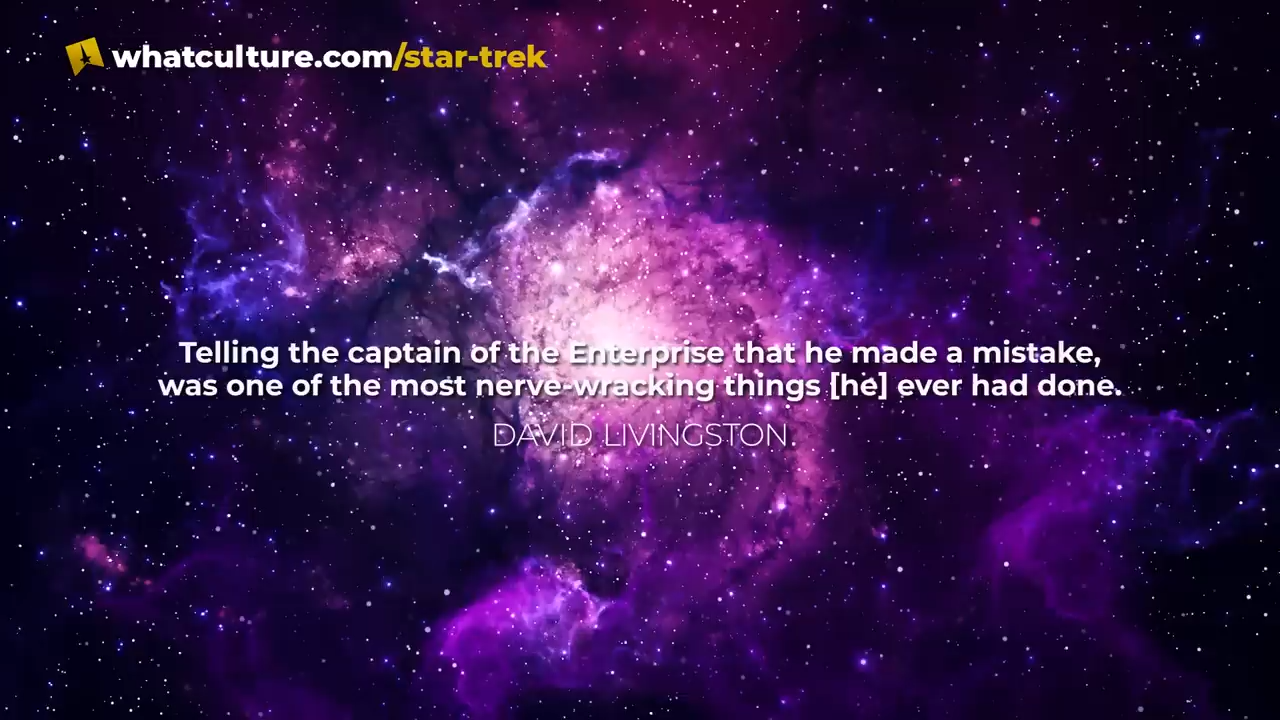 whatculture.com/star-trek
Telling the captain of the Enterprise that he made a mistake,
was one of the most nerve-wracking things [he] ever had done.
DAVID LIVINGSTON.